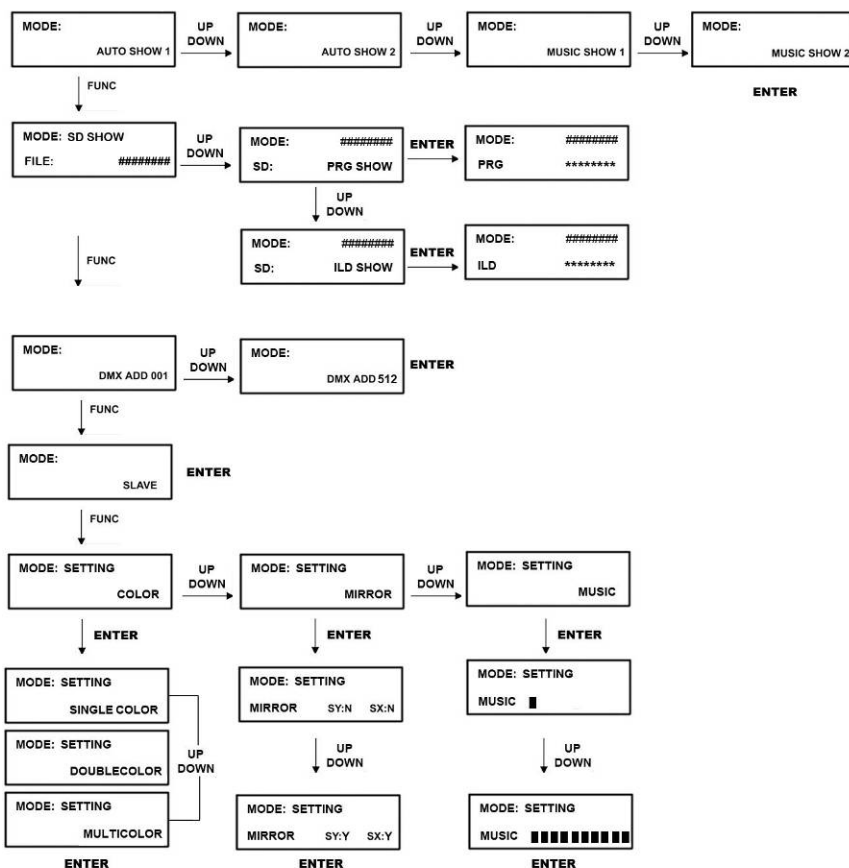 MODE:
AUTO SHOW 1
UP
DOWN
MODE:
AUTO SHOW 2
UP
DOWN
MODE:
MUSIC SHOW 1
UP
DOWN
MODE:
MUSIC SHOW 2
FUNC
ENTER
MODE: SD SHOW
FILE: ########
UP
DOWN
MODE: ########
SD: PRG SHOW
ENTER
MODE: ########
PRG ********
UP
DOWN
FUNC
MODE: ########
SD: ILD SHOW
ENTER
MODE: ########
ILD ********
MODE:
DMX ADD 001
UP
DOWN
MODE:
DMX ADD 512
ENTER
FUNC
MODE:
SLAVE
ENTER
FUNC
MODE: SETTING
COLOR
UP
DOWN
MODE: SETTING
MIRROR
UP
DOWN
MODE: SETTING
MUSIC
ENTER
ENTER
ENTER
MODE: SETTING
SINGLE COLOR
MODE: SETTING
MIRROR SY:N SX:N
MODE: SETTING
MUSIC
MODE: SETTING
DOUBLECOLOR
UP
DOWN
UP
DOWN
UP
DOWN
MODE: SETTING
MULTICOLOR
MODE: SETTING
MIRROR SY:Y SX:Y
MODE: SETTING
MUSIC
ENTER
ENTER
ENTER